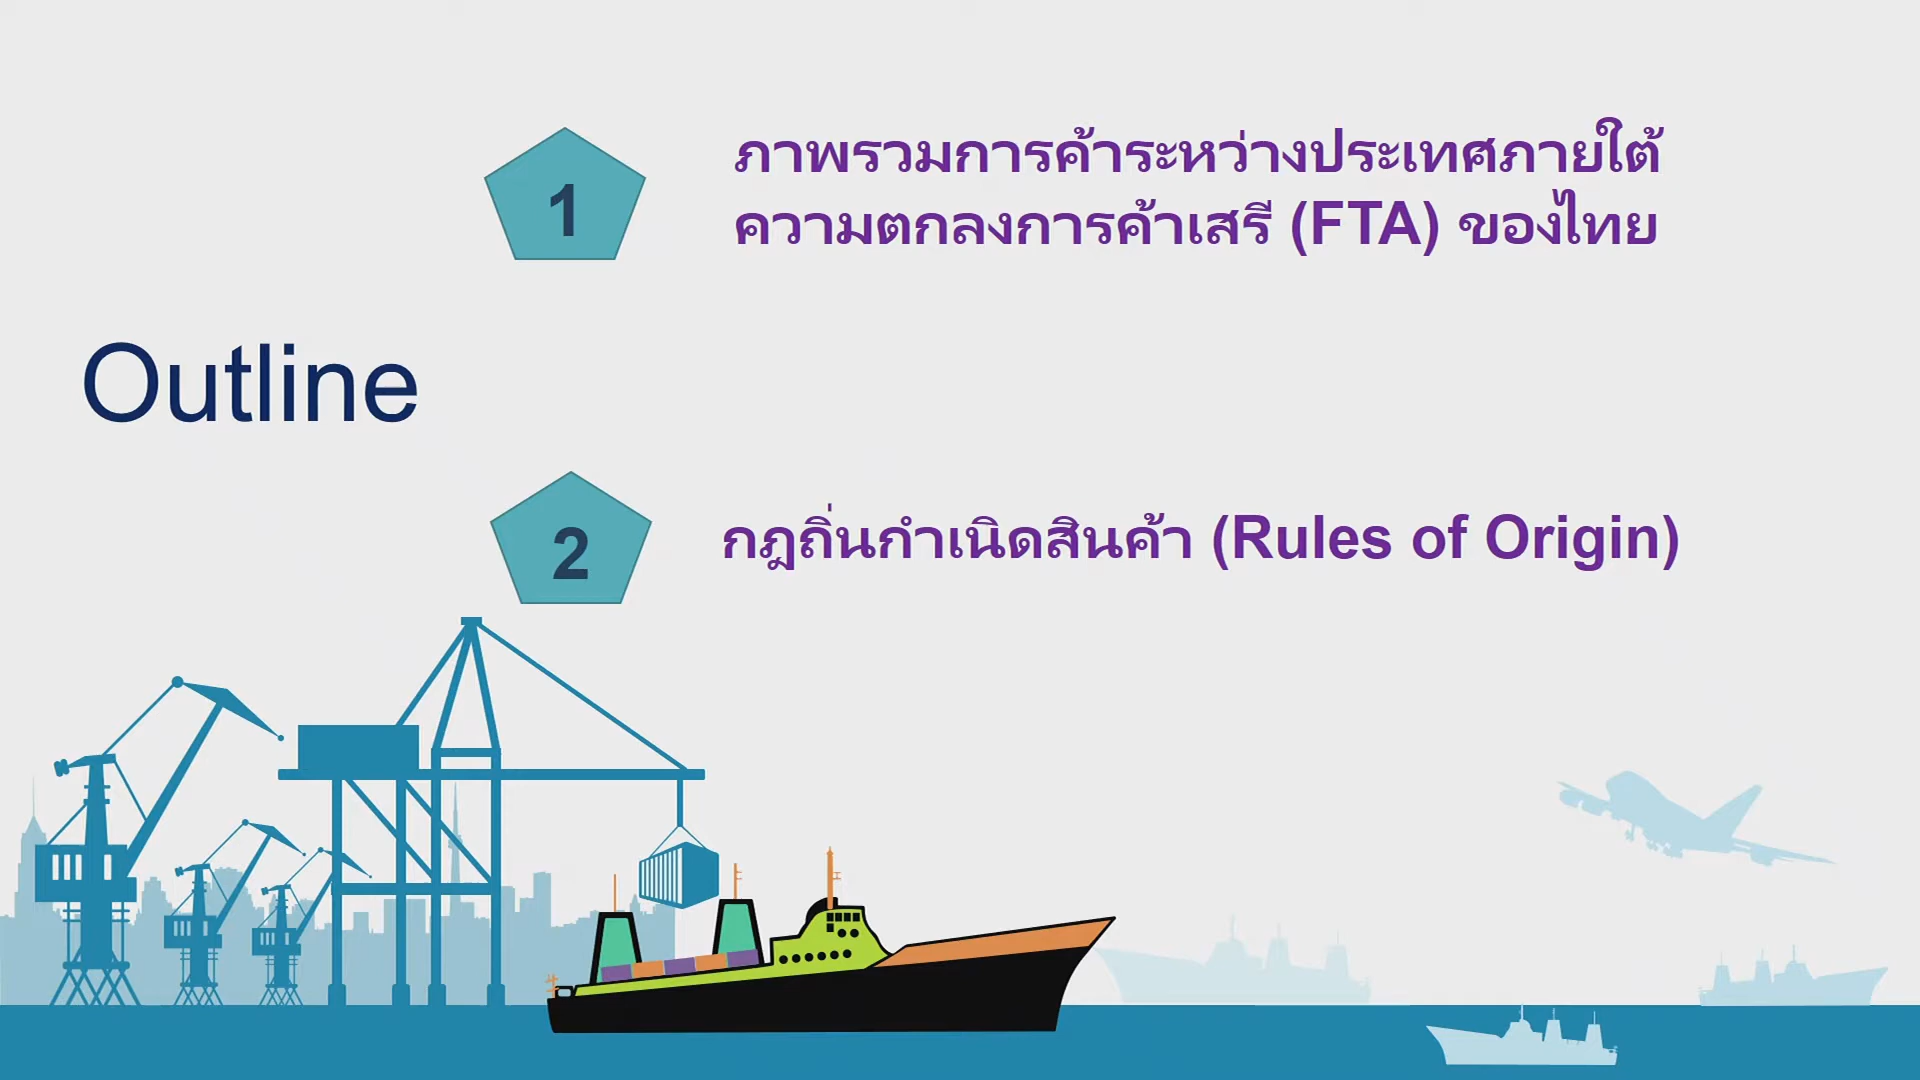 Outline
1
ภาพรวมการค้าระหว่างประเทศภายใต้
ความตกลงการค้าเสรี (FTA) ของไทย
2
กฎถิ่นกำเนิดสินค้า (Rules of Origin)